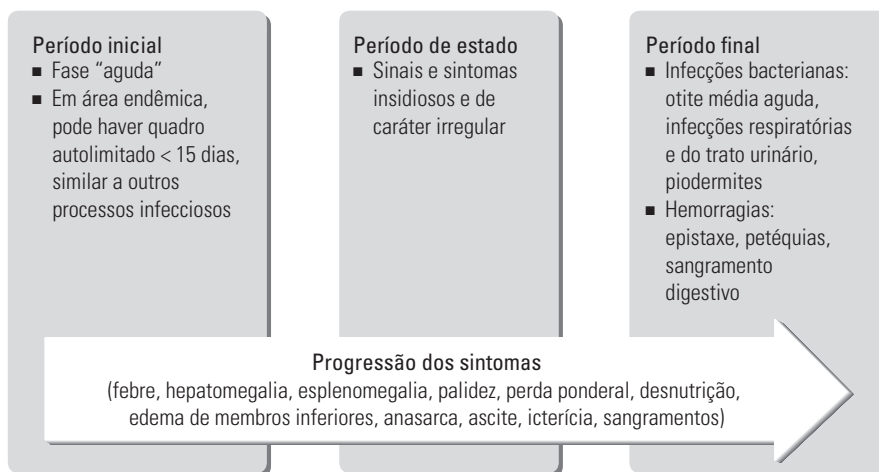 Período inicial
■ Fase “aguda”
■ Em área endêmica,
pode haver quadro
autolimitado < 15 dias,
similar a outros
processos infecciosos
Período de estado
■ Sinais e sintomas
insidiosos e de
caráter irregular
Período final
■ Infecções bacterianas:
otite média aguda,
infecções respiratórias
e do trato urinário,
piodermites
■ Hemorragias:
epistaxe, petéquias,
sangramento
digestivo
Progressão dos sintomas
(febre, hepatomegalia, esplenomegalia, palidez, perda ponderal, desnutrição,
edema de membros inferiores, anasarca, ascite, icterícia, sangramentos)